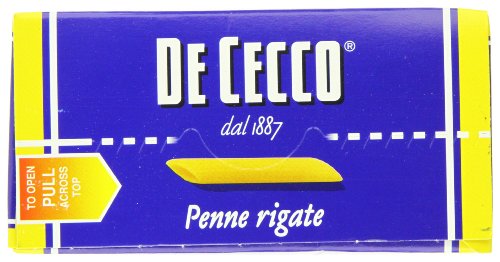 DE CECCO®
dal 1887
TO OPEN
PULL
ACROSS
TOP
Penne rigate